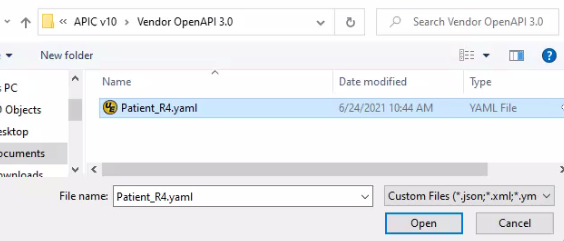 « APIC v10 > Vendor OpenAPI 3.0
Search Vendor OpenAPI 3.0
New folder
s PC
Objects
esktop
ocuments
ownloads
Name
Date modified
Type
UE Patient_R4.yaml
6/24/2021 10:44 AM
YAML File
File name:
Patient_R4.yaml
Custom Files (*.json;*.xml;*.ym
Open
Cancel